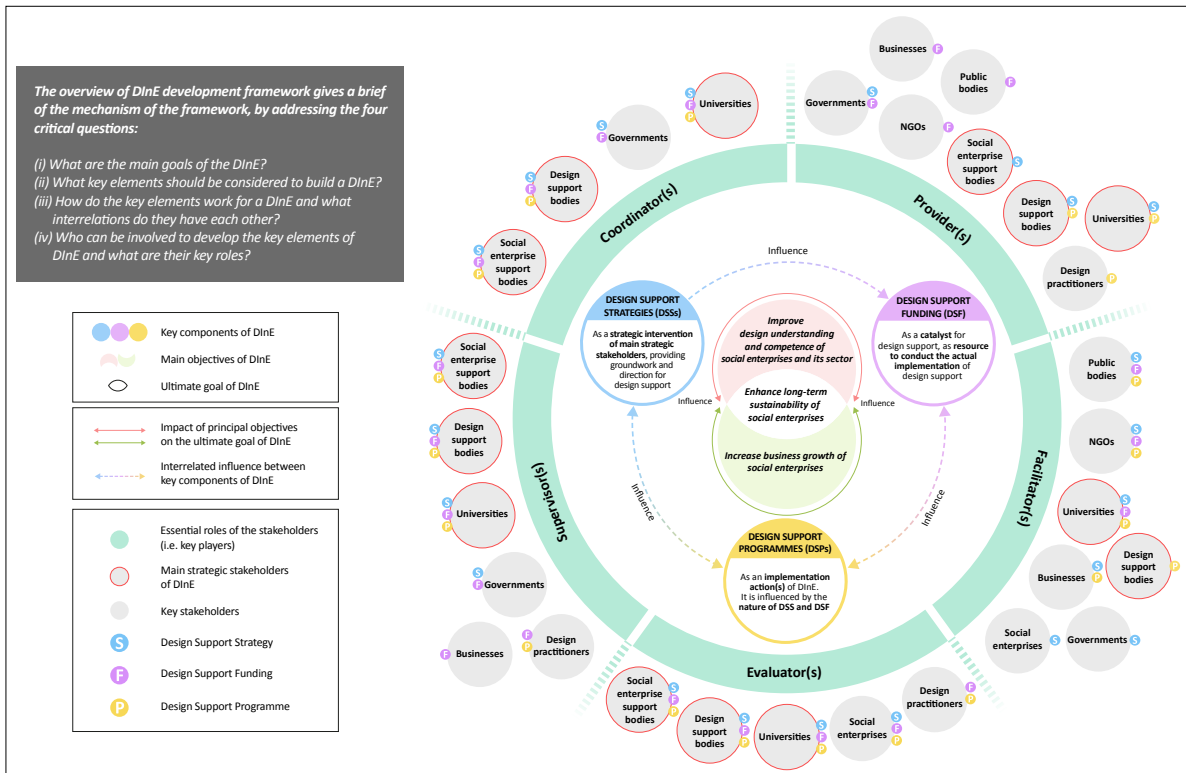 The overview of DInE development framework gives a brief
of the mechanism of the framework, by addressing the four
critical questions:
(i) What are the main goals of the DInE?
(ii) What key elements should be considered to build a DInE?
(iii) How do the key elements work for a DInE and what
interrelations do they have each other?
(iv) Who can be involved to develop the key elements of
DInE and what are their key roles?
Key components of DInE
Main objectives of DInE
Ultimate goal of DInE
Impact of principal objectives
on the ultimate goal of DInE
Interrelated influence between
key components of DInE
Essential roles of the stakeholders
(i.e. key players)
Main strategic stakeholders
of DInE
Key stakeholders
S Design Support Strategy
F Design Support Funding
P Design Support Programme
Coordinator(s)
Universities
S
F
P
Governments
S
F
Design
support
bodies
S
F
P
Social
enterprise
support
bodies
S
F
P
Provider(s)
Governments
S
F
Businesses
F
NGOs
F
Public
bodies
F
Social
enterprise
support
bodies
S
Design
support
bodies
S
P
Universities
S
P
Design
practitioners
P
Facilitator(s)
Public
bodies
S
F
P
NGOs
S
F
P
Universities
S
F
P
Design
support
bodies
P
Businesses
S
P
Governments
S
Social
enterprises
S
Evaluator(s)
Design
practitioners
F
P
Social
enterprises
S
F
P
Universities
S
F
P
Design
support
bodies
S
F
P
Social
enterprise
support
bodies
S
F
P
Supervisor(s)
Social
enterprise
support
bodies
S
F
P
Design
support
bodies
S
F
P
Universities
S
F
P
Governments
S
F
Businesses
F
Design
practitioners
F
P
Influence
DESIGN SUPPORT
STRATEGIES (DSSs)
As a strategic intervention
of main strategic
stakeholders, providing
groundwork and
direction for
design support
DESIGN SUPPORT
FUNDING (DSF)
As a catalyst for
design support, as resource
to conduct the actual
implementation of
design support
Improve
design understanding
and competence of
social enterprises and its sector
Influence
Enhance long-term
sustainability of
social enterprises
Influence
Increase business growth of
social enterprises
Influence
Influence
DESIGN SUPPORT
PROGRAMMES (DSPs)
As an implementation
action(s) of DInE.
It is influenced by the
nature of DSS and DSF